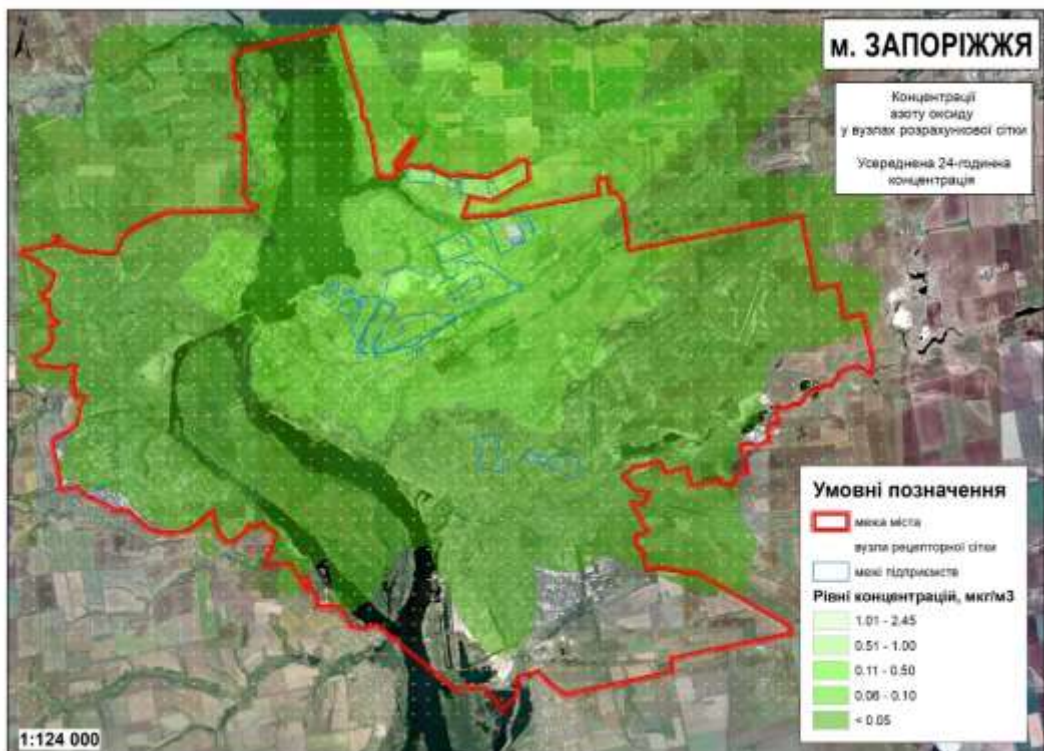 м. ЗАПОРІЖЖЯ
Концентрації
азоту оксиду
у вузлах розрахункової сітки
Усереднена 24-годинна
концентрація
Умовні позначення
межа міста
вузли рецепторної сітки
межі підприємств
Рівні концентрацій, мкг/м3
1.01 - 2.45
0.51 - 1.00
0.11 - 0.50
0.06 - 0.10
< 0.05
1:124 000